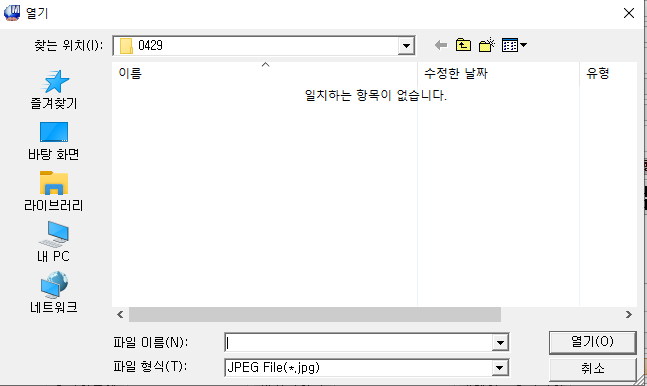 열기
찾는 위치(I):
0429
이름
수정한 날짜
유형
일치하는 항목이 없습니다.
즐겨찾기
바탕 화면
라이브러리
내 PC
네트워크
파일 이름(N):
열기(O)
파일 형식(T):
JPEG File(*.jpg)
취소